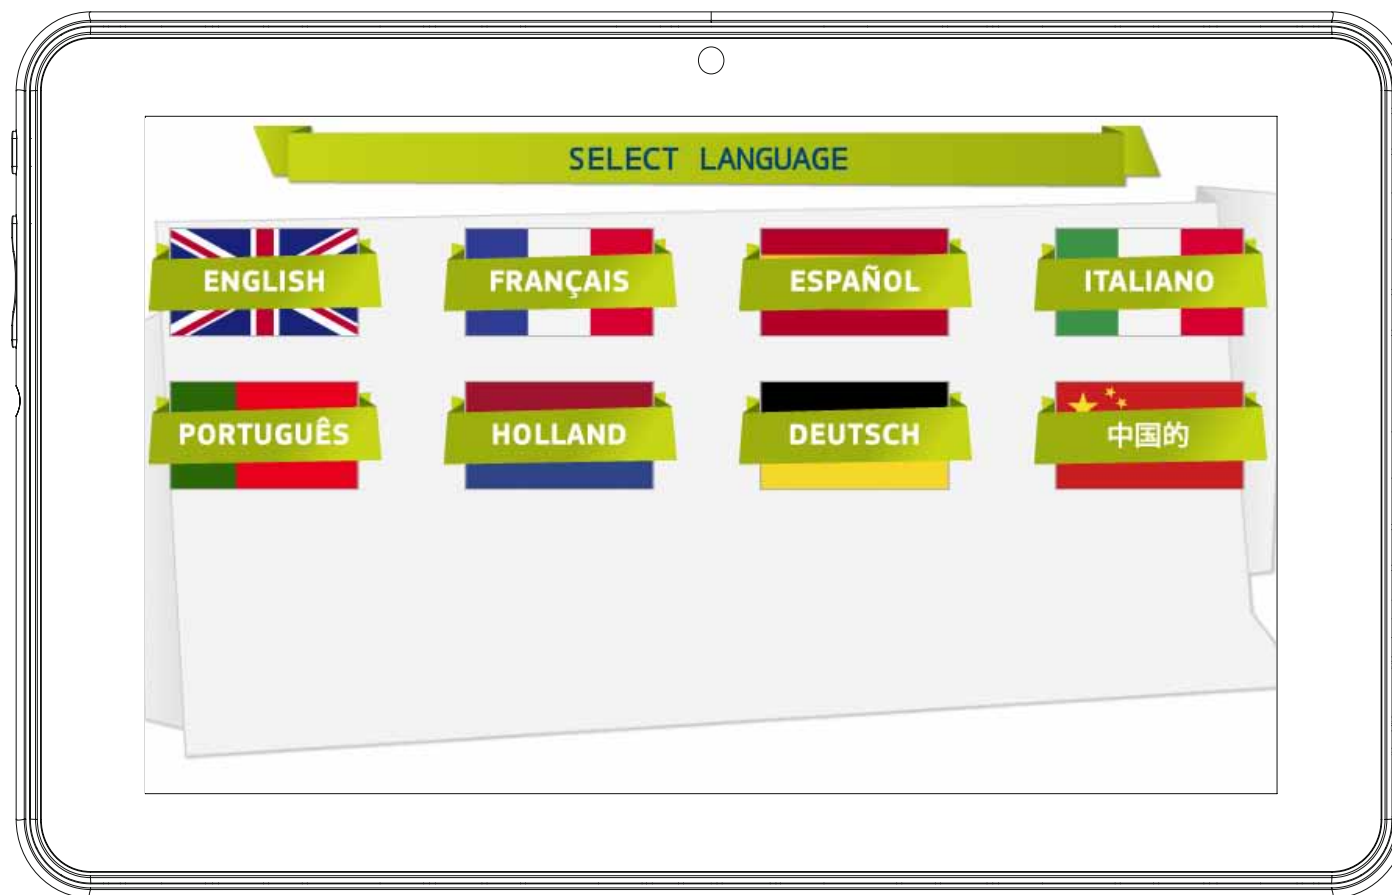 SELECT LANGUAGE
ENGLISH
FRANÇAIS
ESPAÑOL
ITALIANO
PORTUGUÊS
HOLLAND
DEUTSCH
中国的